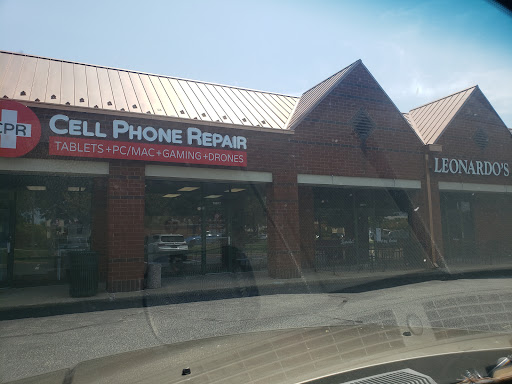 CPR
CELL PHONE REPAIR
TABLETS+PC/MAC+GAMING+DRONES
LEONARDO'S